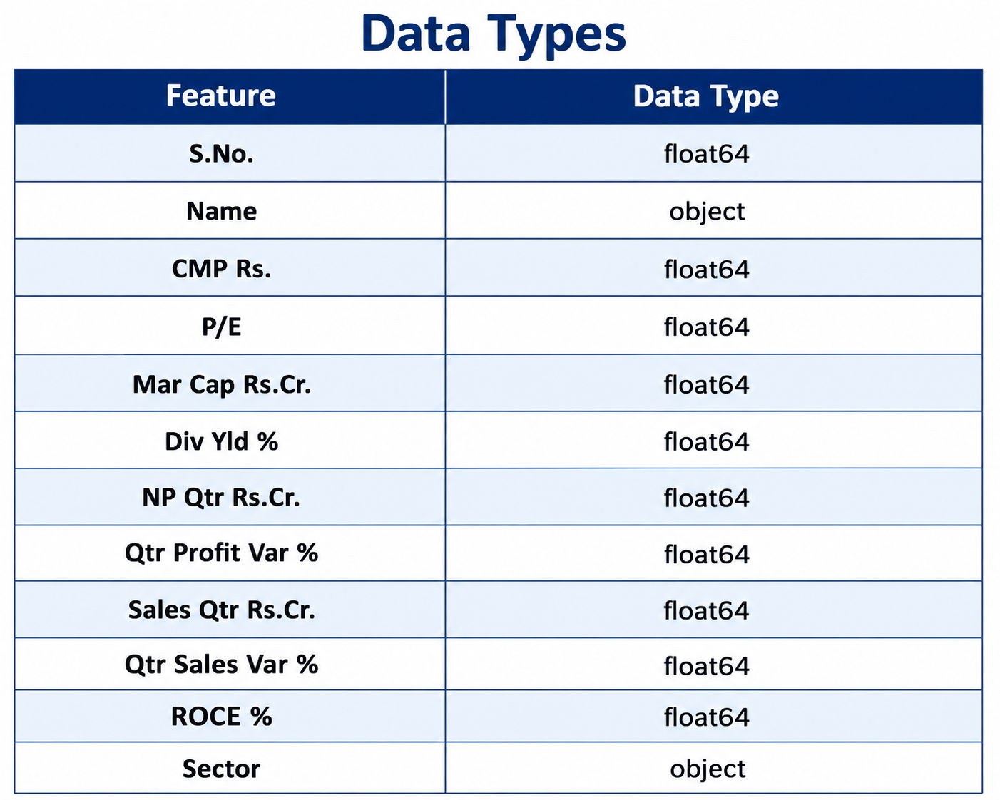 Data Types
Feature Data Type
S.No. float64
Name object
CMP Rs. float64
P/E float64
Mar Cap Rs.Cr. float64
Div Yld % float64
NP Qtr Rs.Cr. float64
Qtr Profit Var % float64
Sales Qtr Rs.Cr. float64
Qtr Sales Var % float64
ROCE % float64
Sector object